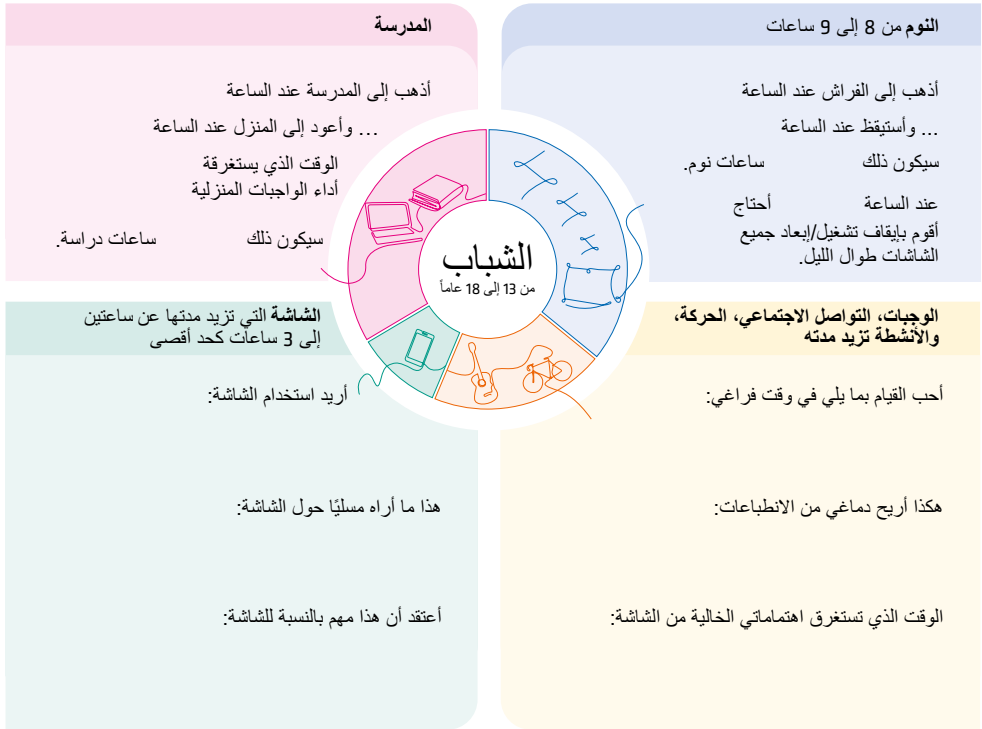 النوم من 8 إلى 9 ساعات
أذهب إلى الفراش عند الساعة
... وأستيقظ عند الساعة
سيكون ذلك ساعات نوم.
عند الساعة أحتاج
أقوم بإيقاف تشغيل/إبعاد جميع
الشاشات طوال الليل.
المدرسة
أذهب إلى المدرسة عند الساعة
... وأعود إلى المنزل عند الساعة
الوقت الذي يستغرقة
أداء الواجبات المنزلية
سيكون ذلك ساعات دراسة.
الشباب
من 13 إلى 18 عاماً
الوجبات، التواصل الاجتماعي، الحركة،
والأنشطة تزيد مدته
أحب القيام بما يلي في وقت فراغي:
هكذا أريح دماغي من الانطباعات:
الوقت الذي تستغرق اهتماماتي الخالية من الشاشة:
الشاشة التي تزيد مدتها عن ساعتين
إلى 3 ساعات كحد أقصى
أريد استخدام الشاشة:
هذا ما أراه مسليًا حول الشاشة:
أعتقد أن هذا مهم بالنسبة للشاشة: